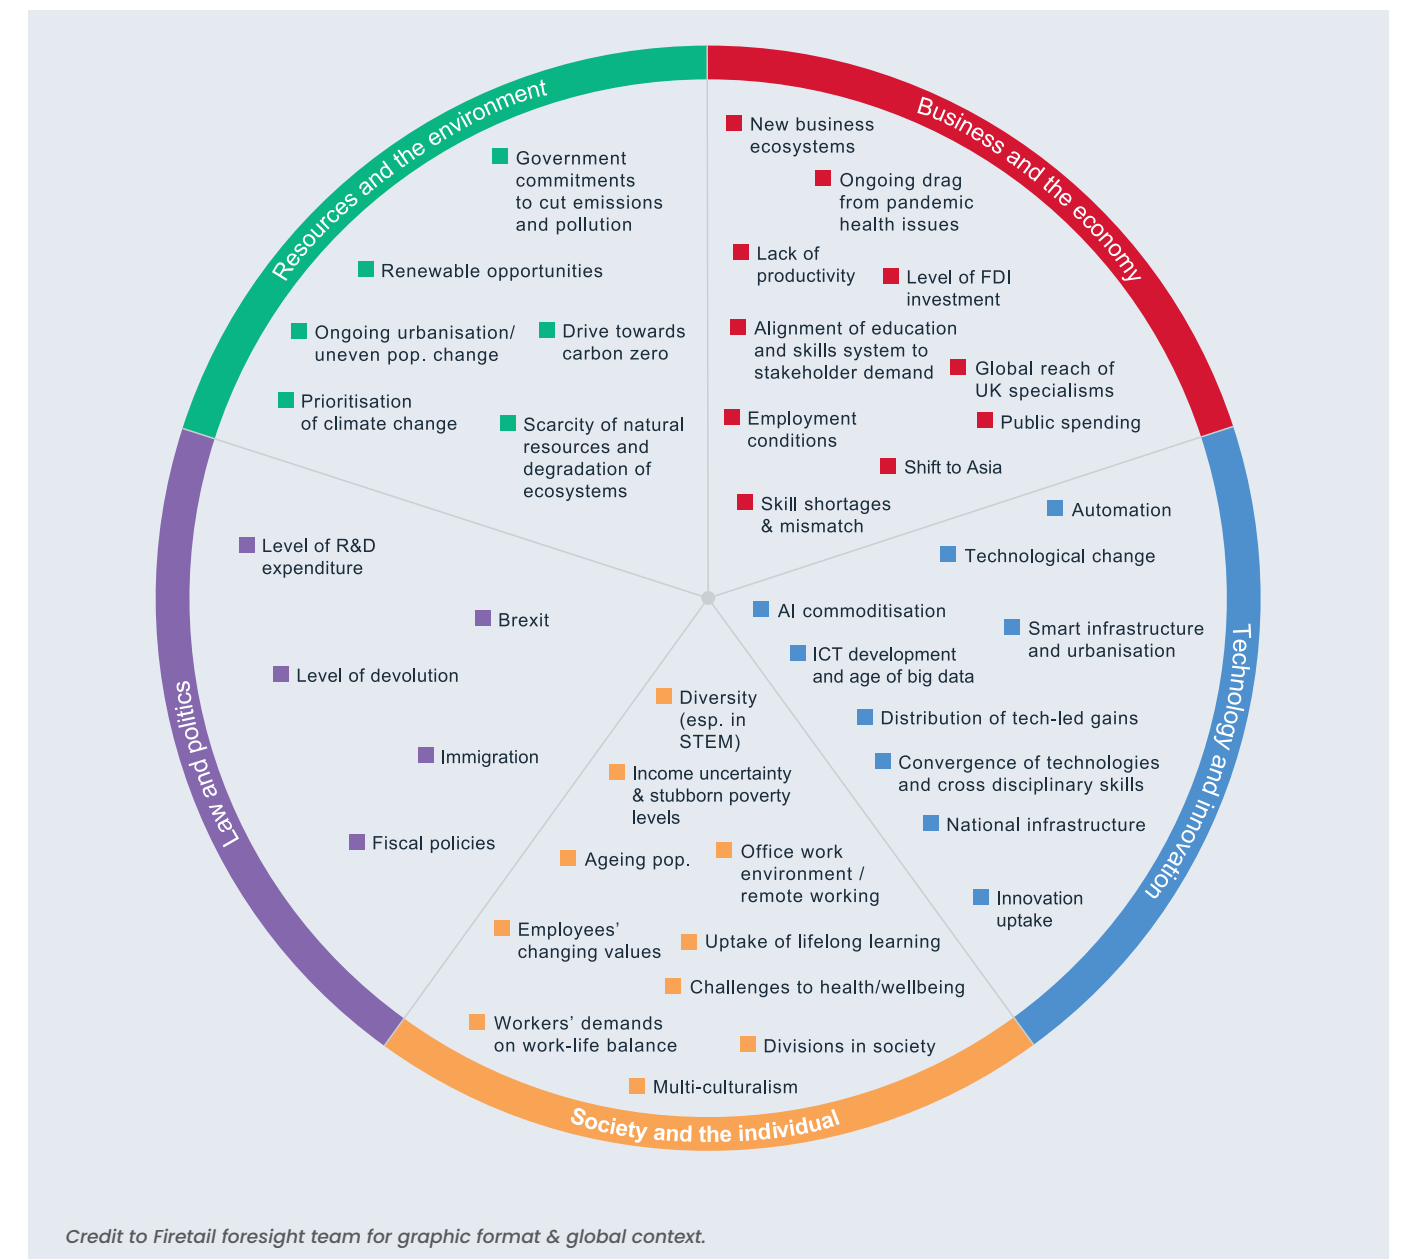 Resources and the environment
Government
commitments
to cut emissions
and pollution
Renewable opportunities
Ongoing urbanisation/
uneven pop. change
Drive towards
carbon zero
Prioritisation
of climate change
Scarcity of natural
resources and
degradation of
ecosystems
Business and the economy
New business
ecosystems
Ongoing drag
from pandemic
health issues
Lack of
productivity
Level of FDI
investment
Alignment of education
and skills system to
stakeholder demand
Global reach of
UK specialisms
Employment
conditions
Public spending
Shift to Asia
Skill shortages
& mismatch
Technology and innovation
Automation
Technological change
AI commoditisation
Smart infrastructure
and urbanisation
ICT development
and age of big data
Distribution of tech-led gains
Convergence of technologies
and cross disciplinary skills
National infrastructure
Innovation
uptake
Society and the individual
Diversity
(esp. in
STEM)
Income uncertainty
& stubborn poverty
levels
Ageing pop.
Office work
environment /
remote working
Employees’
changing values
Uptake of lifelong learning
Challenges to health/wellbeing
Workers’ demands
on work-life balance
Divisions in society
Multi-culturalism
Law and politics
Level of R&D
expenditure
Brexit
Level of devolution
Immigration
Fiscal policies
Credit to Firetail foresight team for graphic format & global context.